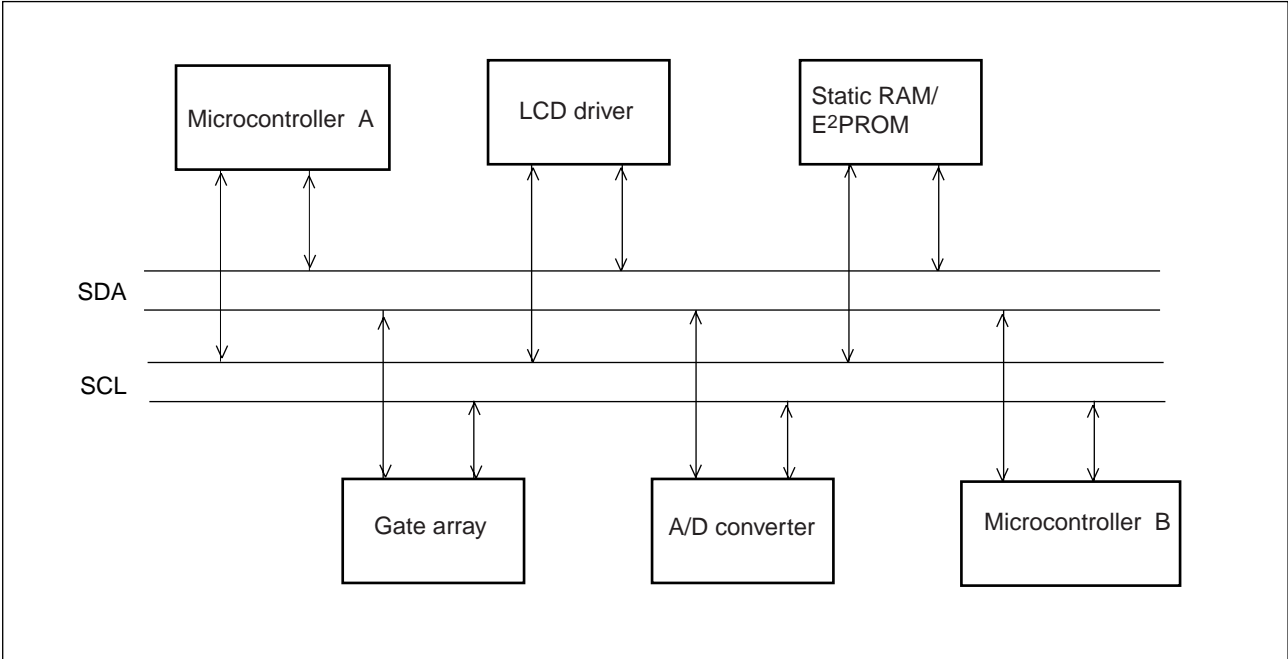 Microcontroller A
LCD driver
Static RAM/
E²PROM
SDA
SCL
Gate array
A/D converter
Microcontroller B